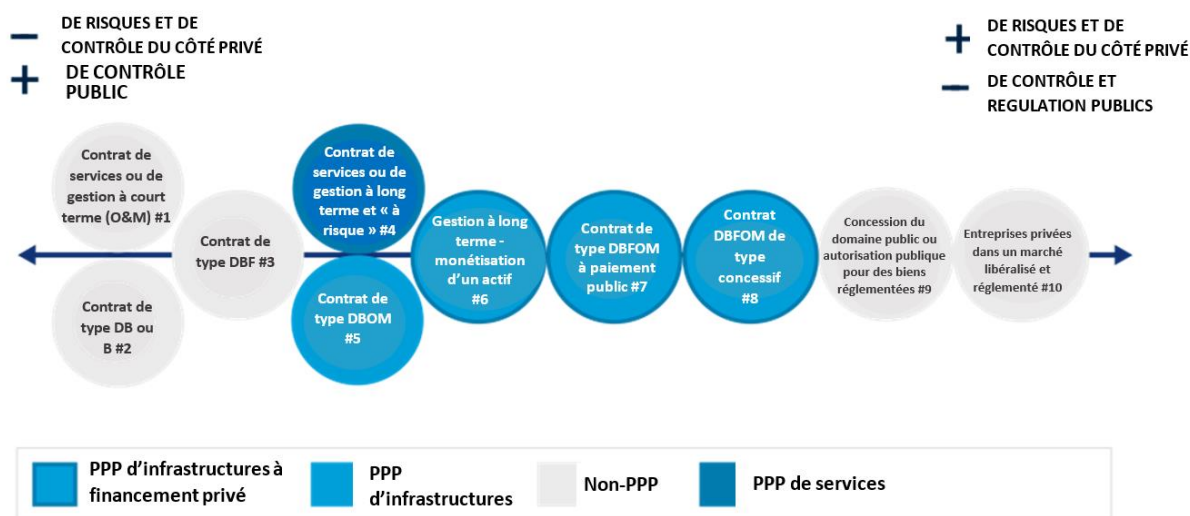 DE RISQUES ET DE
CONTRÔLE DU CÔTÉ PRIVÉ
DE CONTRÔLE
PUBLIC
DE RISQUES ET DE
CONTRÔLE DU CÔTÉ PRIVÉ
DE CONTRÔLE ET
REGULATION PUBLICS
Contrat de
services ou de
gestion à court
terme (O&M) #1
Contrat de
type DB ou
B #2
Contrat de
type DBF #3
Contrat de
services ou de
gestion à long
terme et « à
risque » #4
Contrat de
type DBOM
#5
Gestion à long
terme -
monétisation
d'un actif
#6
Contrat de
type DBFOM
à paiement
public #7
Contrat
DBFOM de
type
concessif
#8
Concession du
domaine public ou
autorisation publique
pour des biens
réglementées #9
Entreprises privées
dans un marché
libéralisé et
réglementé #10
PPP d'infrastructures à
financement privé
PPP
d'infrastructures
Non-PPP
PPP de services